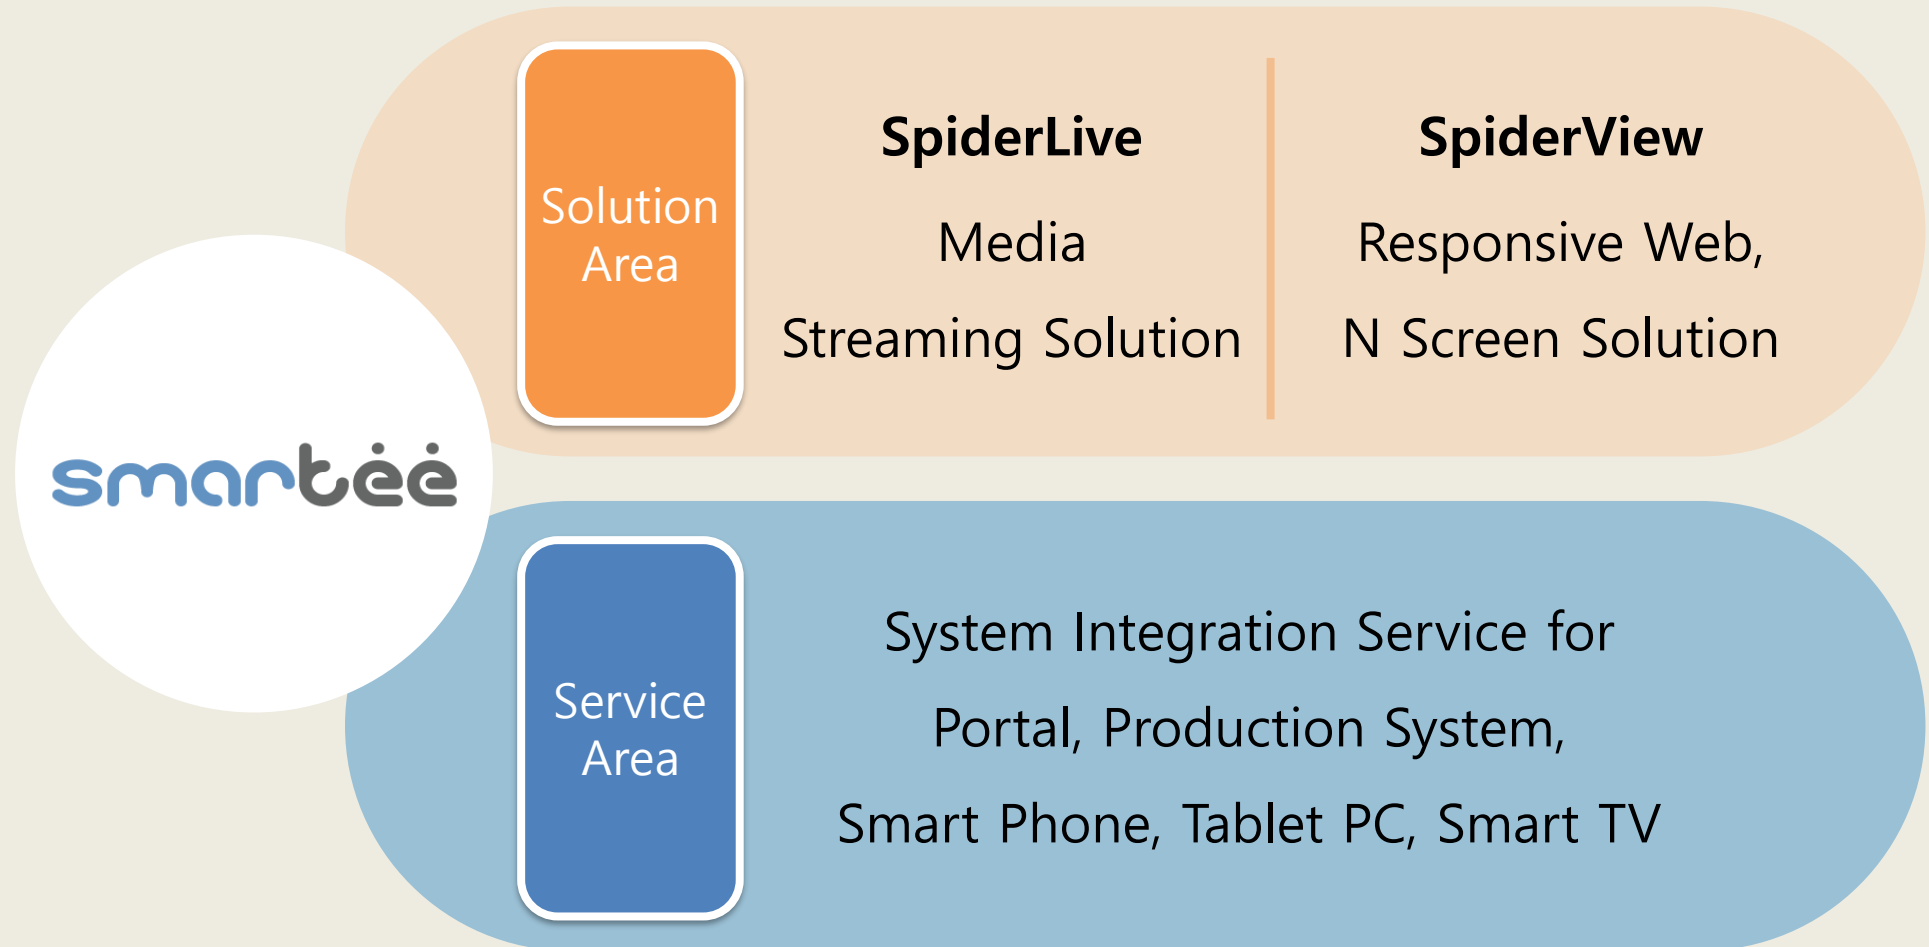 smartėė
Solution
Area
SpiderLive
Media
Streaming Solution
SpiderView
Responsive Web,
N Screen Solution
Service
Area
System Integration Service for
Portal, Production System,
Smart Phone, Tablet PC, Smart TV